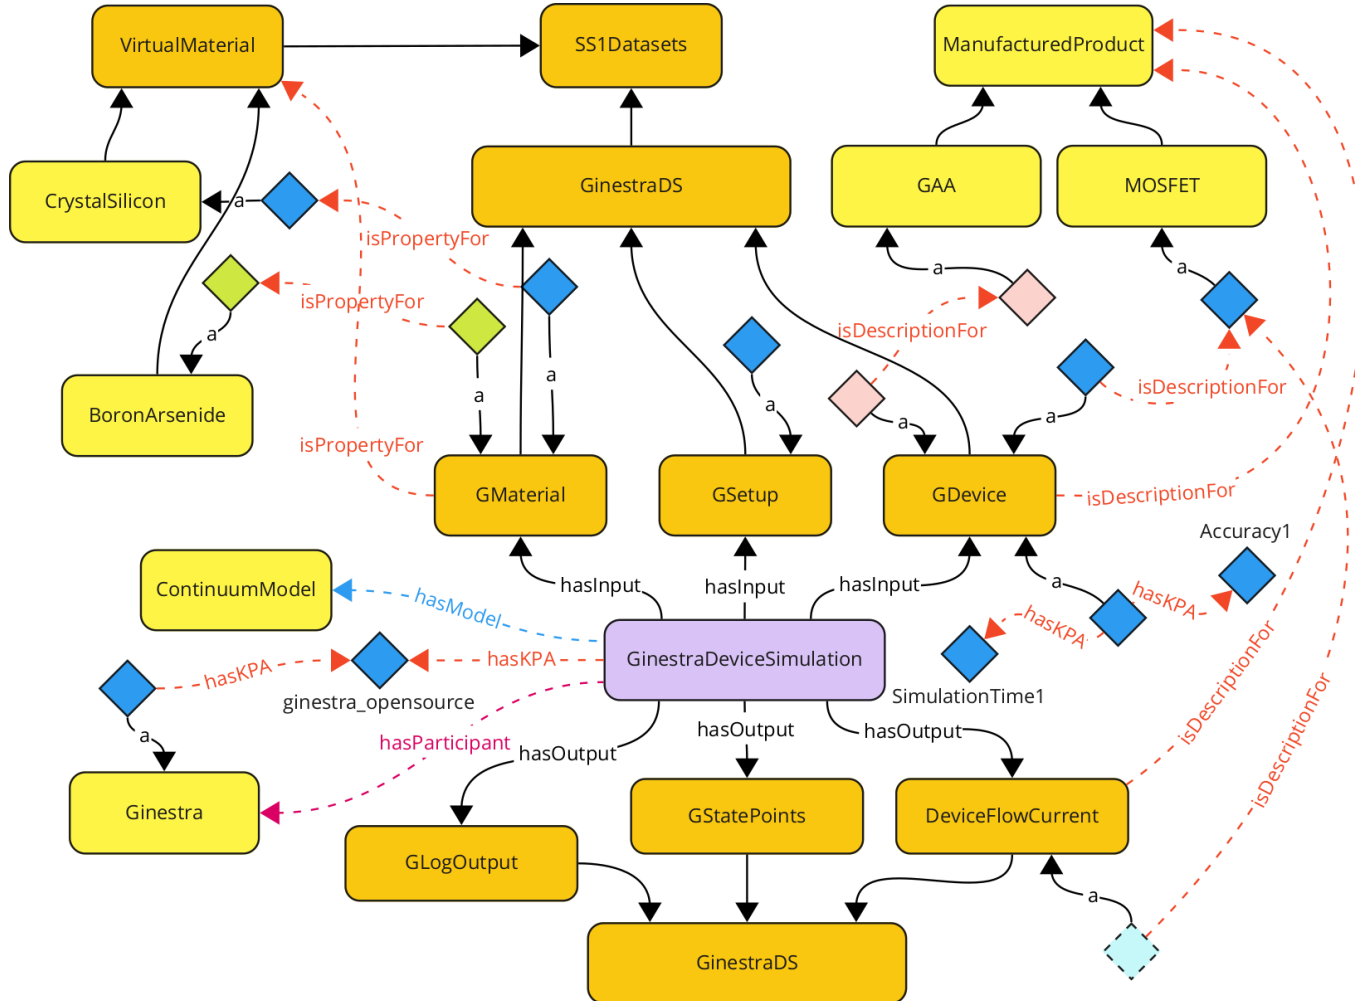 VirtualMaterial
SS1Datasets
ManufacturedProduct
CrystalSilicon
a
GinestraDS
GAA
MOSFET
isPropertyFor
isPropertyFor
a
a
a
isDescriptionFor
a
a
a
isDescriptionFor
BoronArsenide
a
a
a
isPropertyFor
GMaterial
GSetup
GDevice
isDescriptionFor
Accuracy1
ContinuumModel
hasModel
hasInput
hasInput
hasInput
a
hasKPA
hasKPA
GinestraDeviceSimulation
hasKPA
hasKPA
ginestra_opensource
SimulationTime1
isDescriptionFor
a
hasParticipant
hasOutput
hasOutput
hasOutput
isDescriptionFor
Ginestra
GStatePoints
DeviceFlowCurrent
GLogOutput
a
GinestraDS